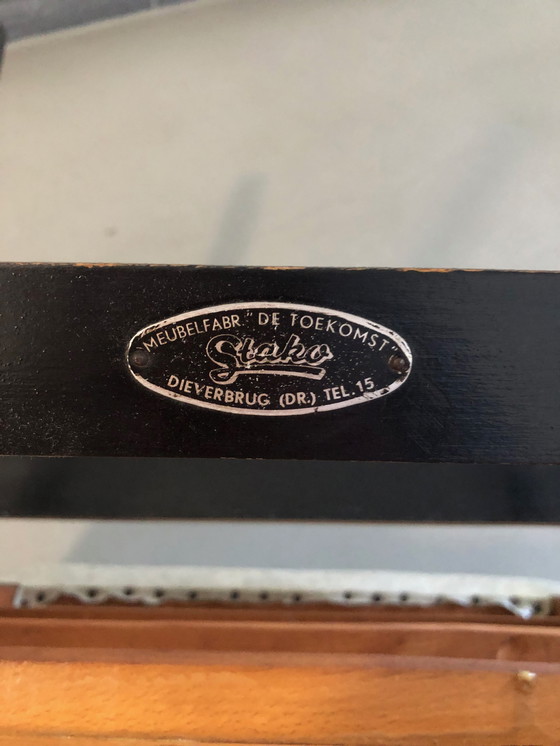 MEUBELFABR "DE TOEKOMST"
Stako
DIEVERBRUG (DR.) TEL. 15